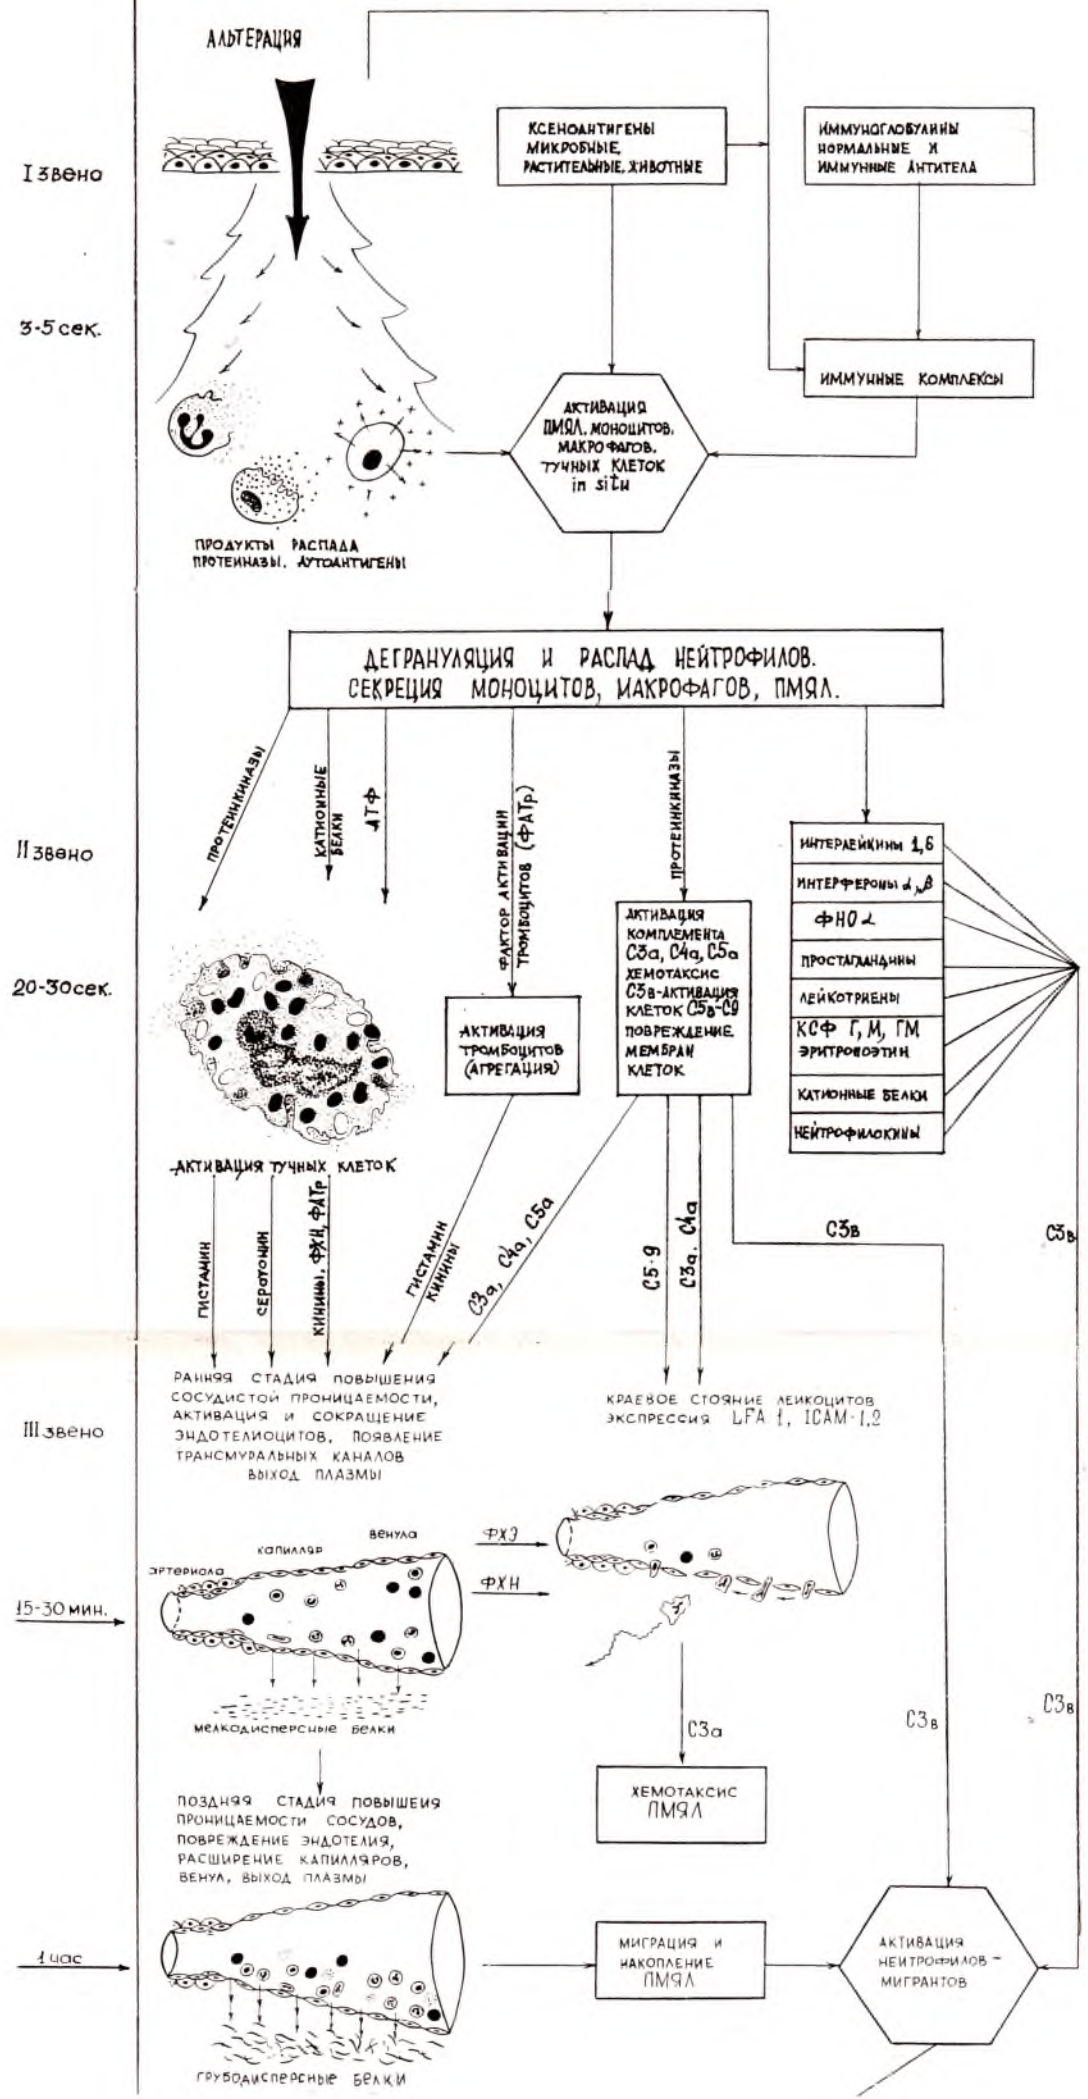 АЛЬТЕРАЦИЯ
I звено
КСЕНОАНТИГЕНЫ
МИКРОБНЫЕ,
РАСТИТЕЛЬНЫЕ, ЖИВОТНЫЕ
ИММУНОГЛОБУЛИНЫ
НОРМАЛЬНЫЕ И
ИММУННЫЕ АНТИТЕЛА
3-5 сек.
ИММУННЫЕ КОМПЛЕКСЫ
АКТИВАЦИЯ
ПМЯЛ, МОНОЦИТОВ,
МАКРОФАГОВ,
ТУЧНЫХ КЛЕТОК
in situ
ПРОДУКТЫ РАСПАДА
ПРОТЕИНАЗЫ. АУТОАНТИГЕНЫ
ДЕГРАНУЛЯЦИЯ И РАСПАД НЕЙТРОФИЛОВ.
СЕКРЕЦИЯ МОНОЦИТОВ, МАКРОФАГОВ, ПМЯЛ.
ПРОТЕИНКИНАЗЫ
КАТИОННЫЕ
БЕЛКИ
АТФ
ФАКТОР АКТИВАЦИИ
ТРОМБОЦИТОВ (ФАТр)
ПРОТЕИНКИНАЗЫ
II звено
20-30 сек.
АКТИВАЦИЯ
ТРОМБОЦИТОВ
(АГРЕГАЦИЯ)
АКТИВАЦИЯ
КОМПЛЕМЕНТА
С3а, С4а, С5а
ХЕМОТАКСИС
С3в-АКТИВАЦИЯ
КЛЕТОК С5в-С9
ПОВРЕЖДЕНИЕ
МЕМБРАН
КЛЕТОК
ИНТЕРЛЕЙКИНЫ 1,6
ИНТЕРФЕРОНЫ α, β
ФНО α
ПРОСТАГЛАНДИНЫ
ЛЕЙКОТРИЕНЫ
КСФ Г, М, ГМ
ЭРИТРОПОЭТИН
КАТИОННЫЕ БЕЛКИ
НЕЙТРОФИЛОКИНЫ
АКТИВАЦИЯ ТУЧНЫХ КЛЕТОК
ГИСТАМИН
СЕРОТОНИН
КИНИНЫ, ФХН, ФАТр
ГИСТАМИН
КИНИНЫ
С3а, С4а, С5а
С5-9
С3а. С4а
С3в
С3в
III звено
РАННЯЯ СТАДИЯ ПОВЫШЕНИЯ
СОСУДИСТОЙ ПРОНИЦАЕМОСТИ,
АКТИВАЦИЯ И СОКРАЩЕНИЕ
ЭНДОТЕЛИОЦИТОВ, ПОЯВЛЕНИЕ
ТРАНСМУРАЛЬНЫХ КАНАЛОВ
ВЫХОД ПЛАЗМЫ
КРАЕВОЕ СТОЯНИЕ ЛЕЙКОЦИТОВ
ЭКСПРЕССИЯ LFA 1, ICAM-1,2
артериола
капилляр
венула
ФХЭ
ФХН
15-30 мин.
мелкодисперсные белки
С3а
С3в
С3в
ХЕМОТАКСИС
ПМЯЛ
ПОЗДНЯЯ СТАДИЯ ПОВЫШЕИЯ
ПРОНИЦАЕМОСТИ СОСУДОВ,
ПОВРЕЖДЕНИЕ ЭНДОТЕЛИЯ,
РАСШИРЕНИЕ КАПИЛЛЯРОВ,
ВЕНУЛ, ВЫХОД ПЛАЗМЫ
1 час
МИГРАЦИЯ И
НАКОПЛЕНИЕ
ПМЯЛ
АКТИВАЦИЯ
НЕЙТРОФИЛОВ-
МИГРАНТОВ
ГРУБОДИСПЕРСНЫЕ БЕЛКИ